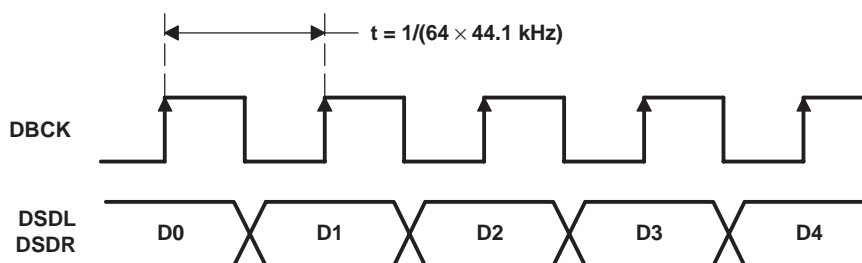 t = 1/(64 × 44.1 kHz)
DBCK
DSDL
DSDR
D0 D1 D2 D3 D4